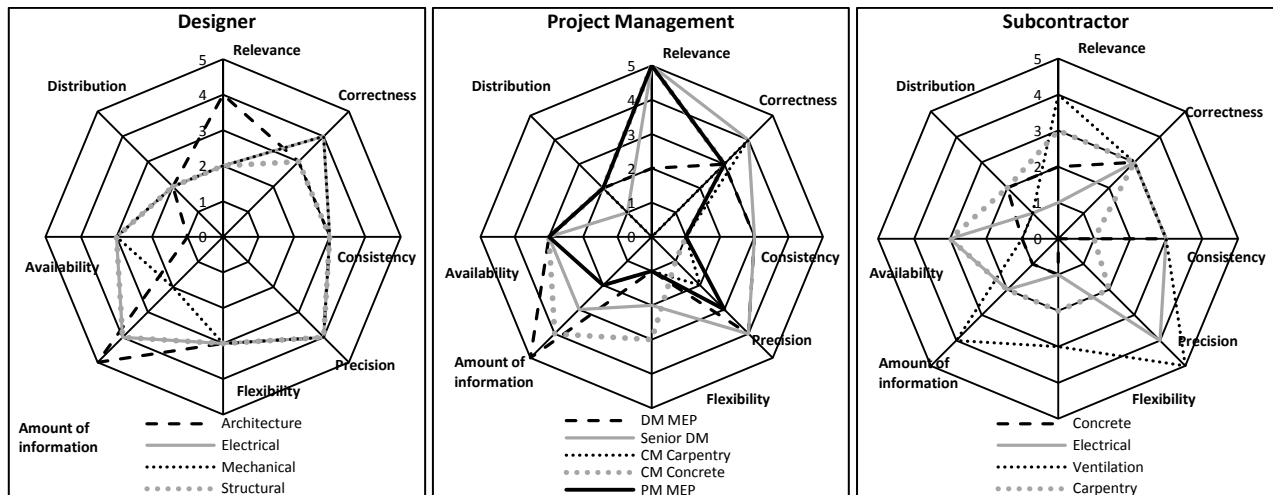 Designer
5
Relevance
4
Distribution
Correctness
3
2
1
0
Availability
Consistency
Precision
Flexibility
Amount of
information
Architecture
Electrical
Mechanical
Structural
Project Management
5
Relevance
4
Distribution
Correctness
3
2
1
0
Availability
Consistency
Precision
Amount of
information
Flexibility
DM MEP
Senior DM
CM Carpentry
CM Concrete
PM MEP
Subcontractor
5
Relevance
4
Distribution
Correctness
3
2
1
0
Availability
Consistency
Precision
Amount of
information
Flexibility
Concrete
Electrical
Ventilation
Carpentry